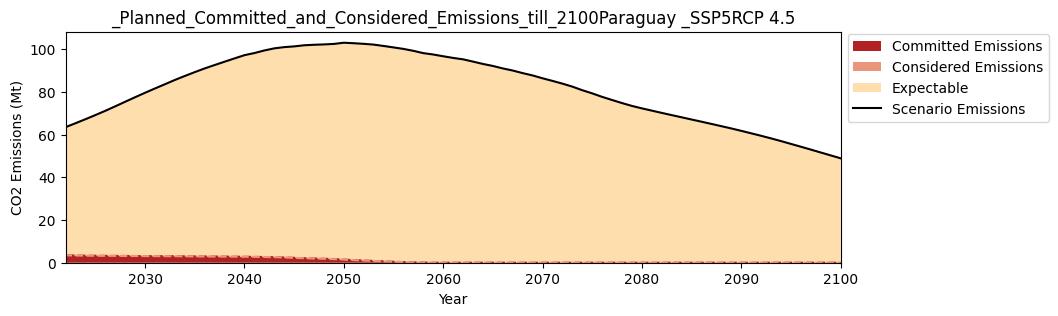 _Planned_Committed_and_Considered_Emissions_till_2100Paraguay _SSP5RCP 4.5
100
80
60
40
20
0
CO2 Emissions (Mt)
2030 2040 2050 2060 2070 2080 2090 2100
Year
Committed Emissions
Considered Emissions
Expectable
Scenario Emissions